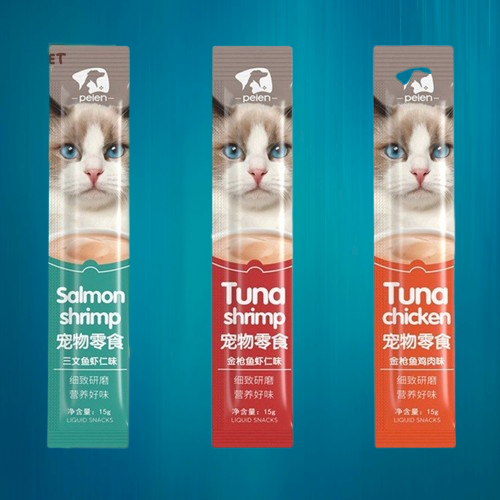 ET
peien
Salmon
shrimp
宠物零食
三文鱼虾仁味
细致研磨
营养好味
净含量：15g
LIQUID SNACKS
peien
Tuna
shrimp
宠物零食
金枪鱼虾仁味
细致研磨
营养好味
净含量：15g
LIQUID SNACKS
peien
Tuna
chicken
宠物零食
金枪鱼鸡肉味
细致研磨
营养好味
净含量：15g
LIQUID SNACKS